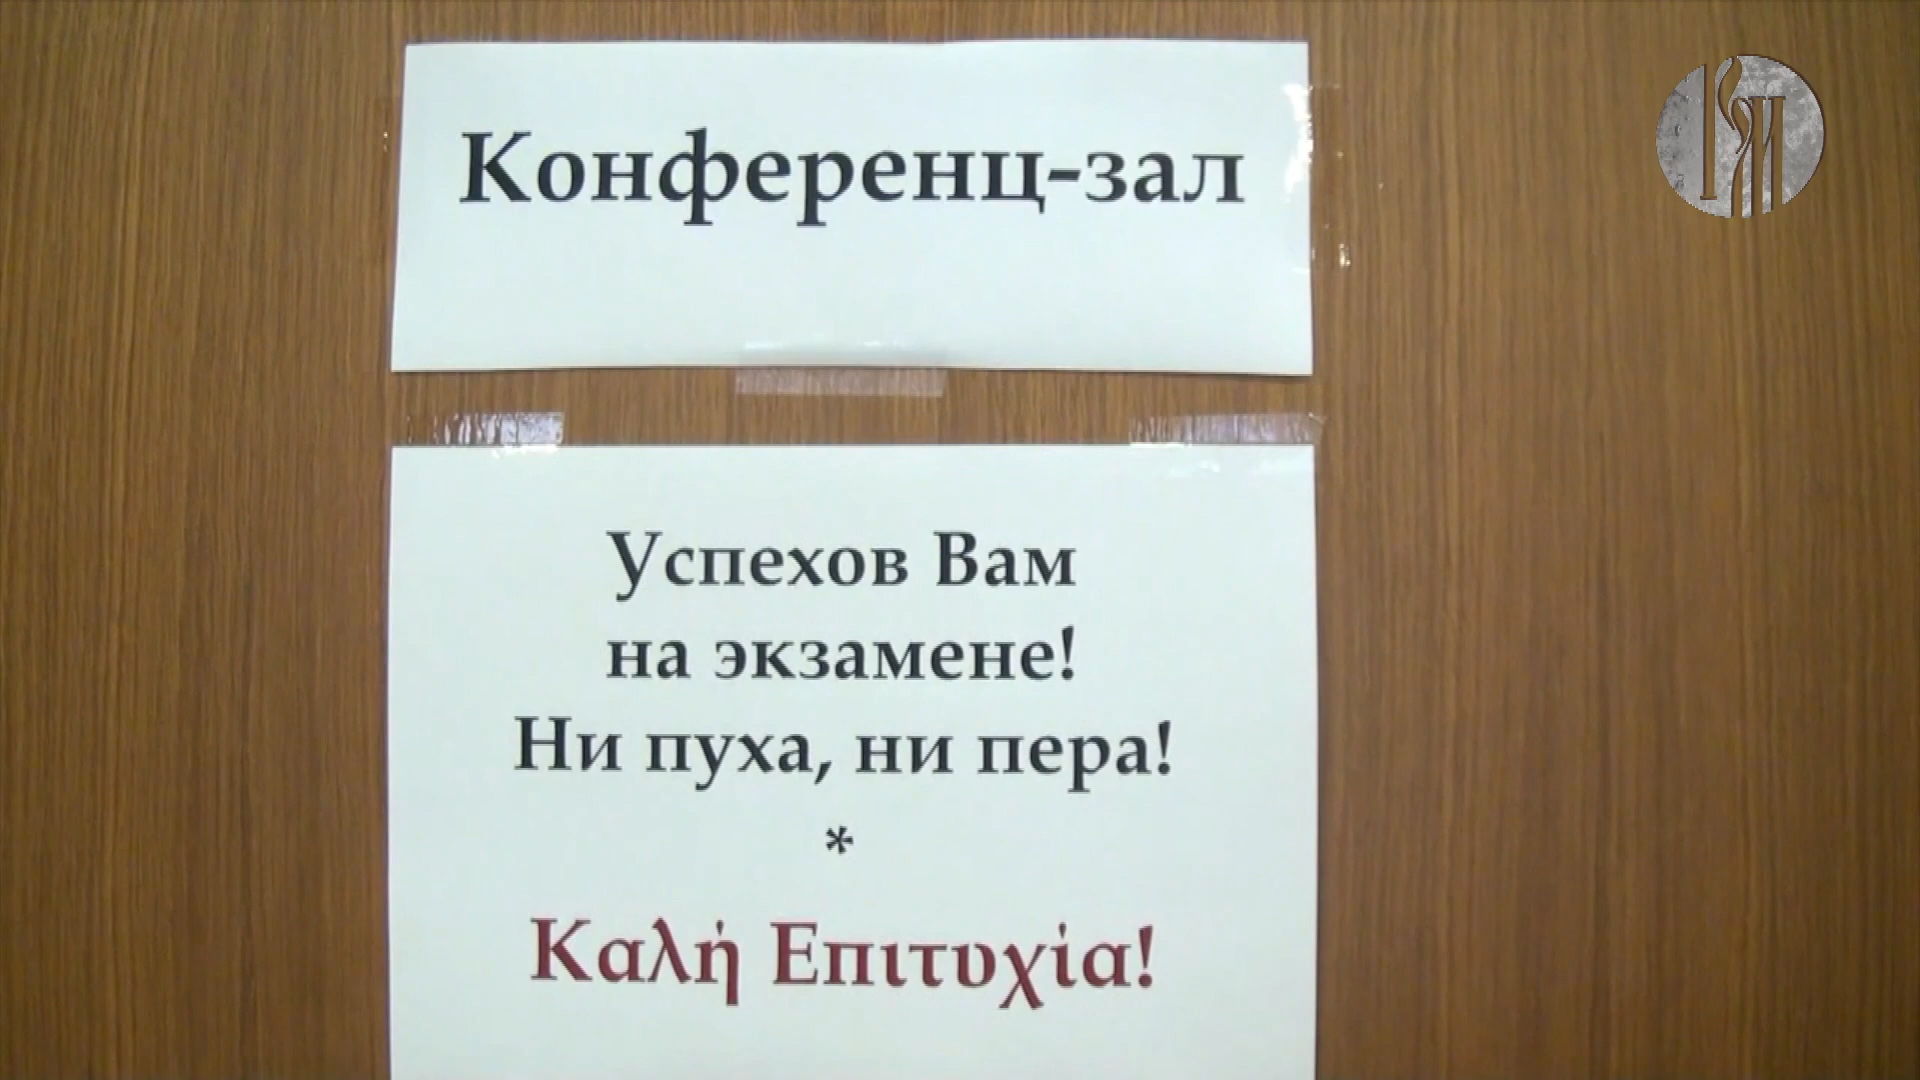 Конференц-зал
Успехов Вам
на экзамене!
Ни пуха, ни пера!
*
Καλή Επιτυχία!